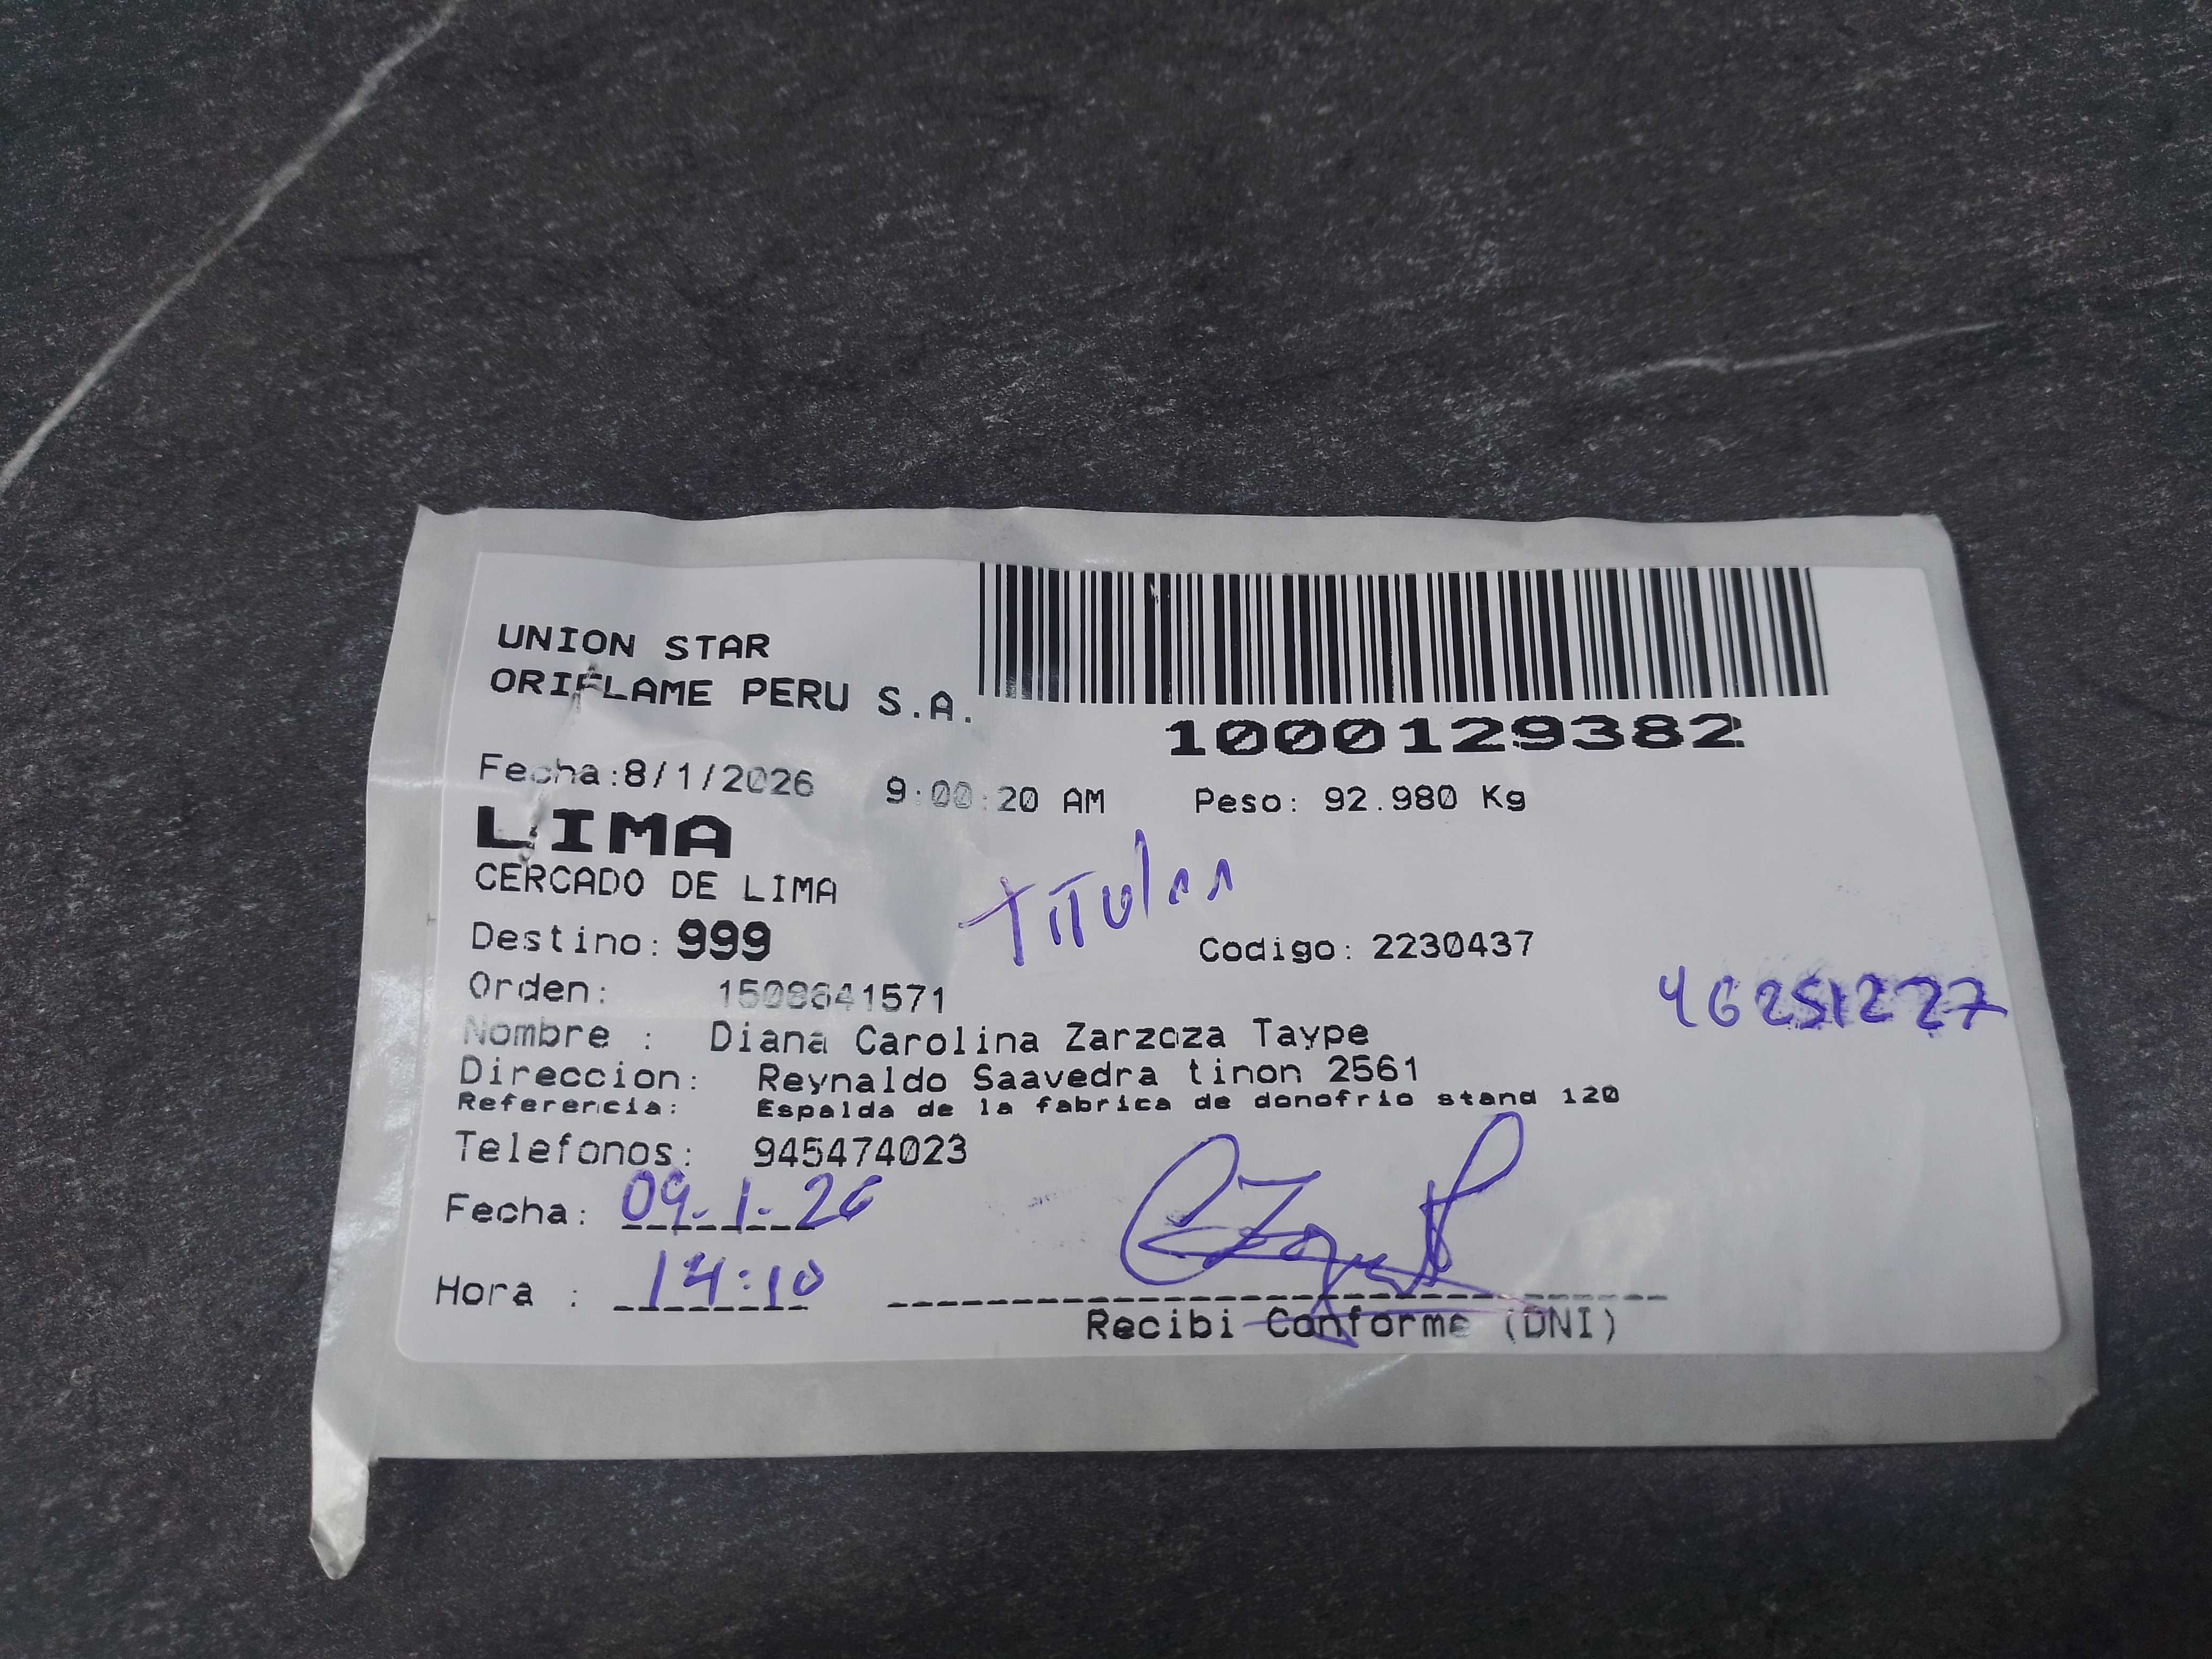 UNION STAR
ORIFLAME PERU S.A.
1000129382
Fecha:8/1/2026 9:00:20 AM Peso: 92.980 Kg
LIMA
CERCADO DE LIMA
Titular
Destino: 999 Codigo: 2230437
Orden: 1508641571
46251227
Nombre : Diana Carolina Zarzoza Taype
Direccion: Reynaldo Saavedra tinon 2561
Referencia: Espalda de la fabrica de donofrio stand 120
Telefonos: 945474023
Fecha: 09-1-26
Hora : 14:10
Recibi Conforme (DNI)